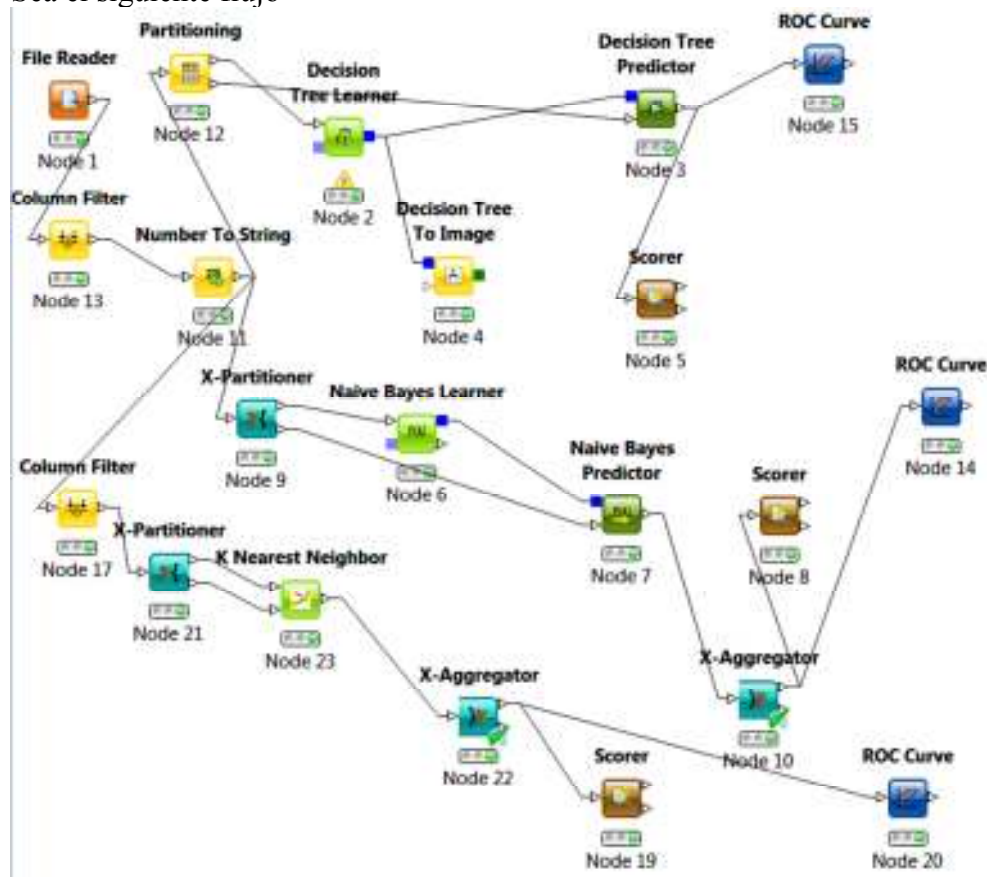 Sea el siguiente flujo
Partitioning
ROC Curve
File Reader
Decision
Tree Learner
Decision Tree
Predictor
Node 12
Node 15
Node 1
Node 3
Node 2
Column Filter
Number To String
Decision Tree
To Image
Scorer
Node 13
Node 11
Node 4
Node 5
ROC Curve
X-Partitioner
Naive Bayes Learner
Naive Bayes
Predictor
Scorer
Node 14
Column Filter
Node 9
Node 6
X-Partitioner
K Nearest Neighbor
Node 17
Node 7
Node 8
Node 21
Node 23
X-Aggregator
X-Aggregator
Scorer
Node 10
ROC Curve
Node 22
Node 19
Node 20